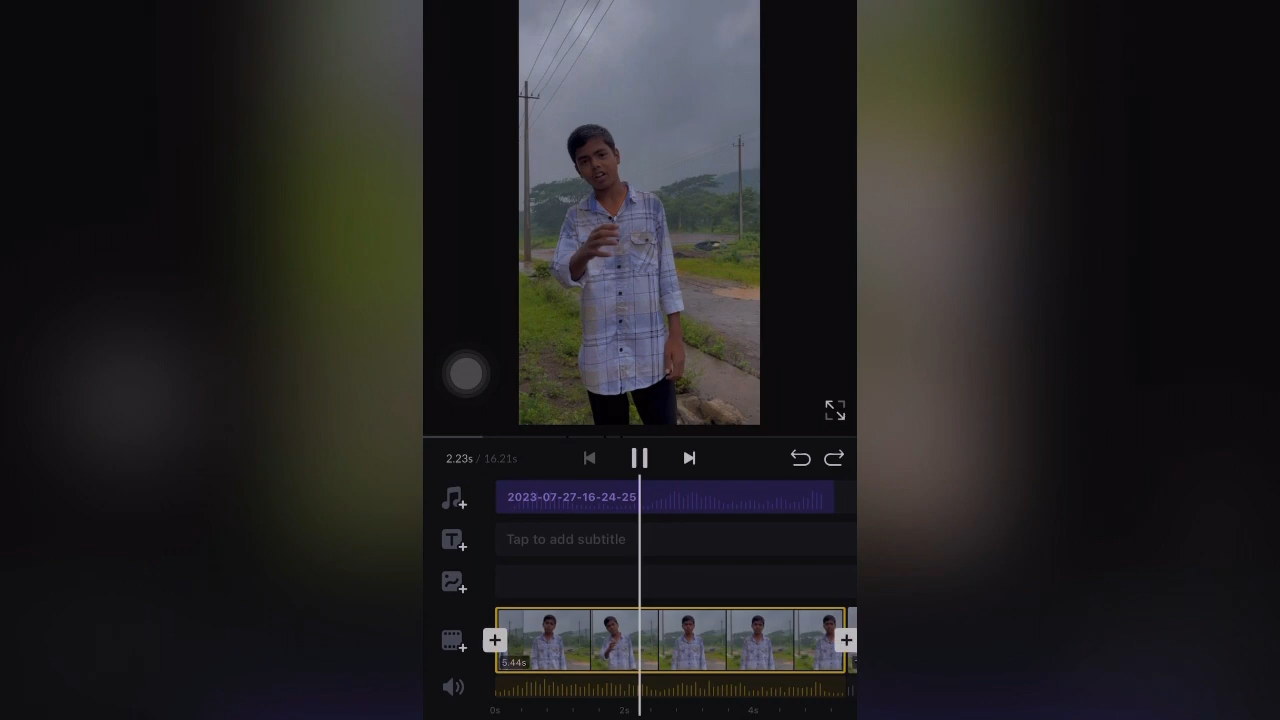 2.23s / 16.21s
2023-07-27-16-24-25
T
Tap to add subtitle
5.44s
0s 2s 4s